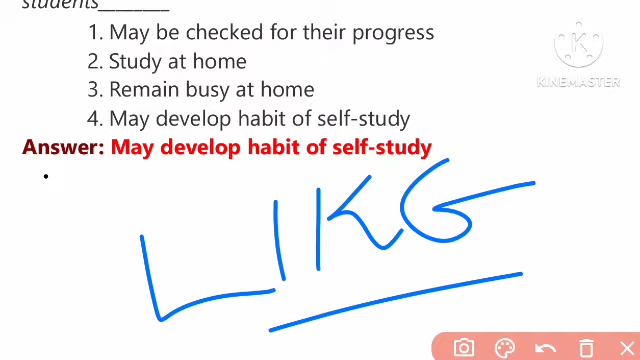 students________
1. May be checked for their progress
2. Study at home
3. Remain busy at home
4. May develop habit of self-study
Answer: May develop habit of self-study
LIKG
K
KINEMASTER